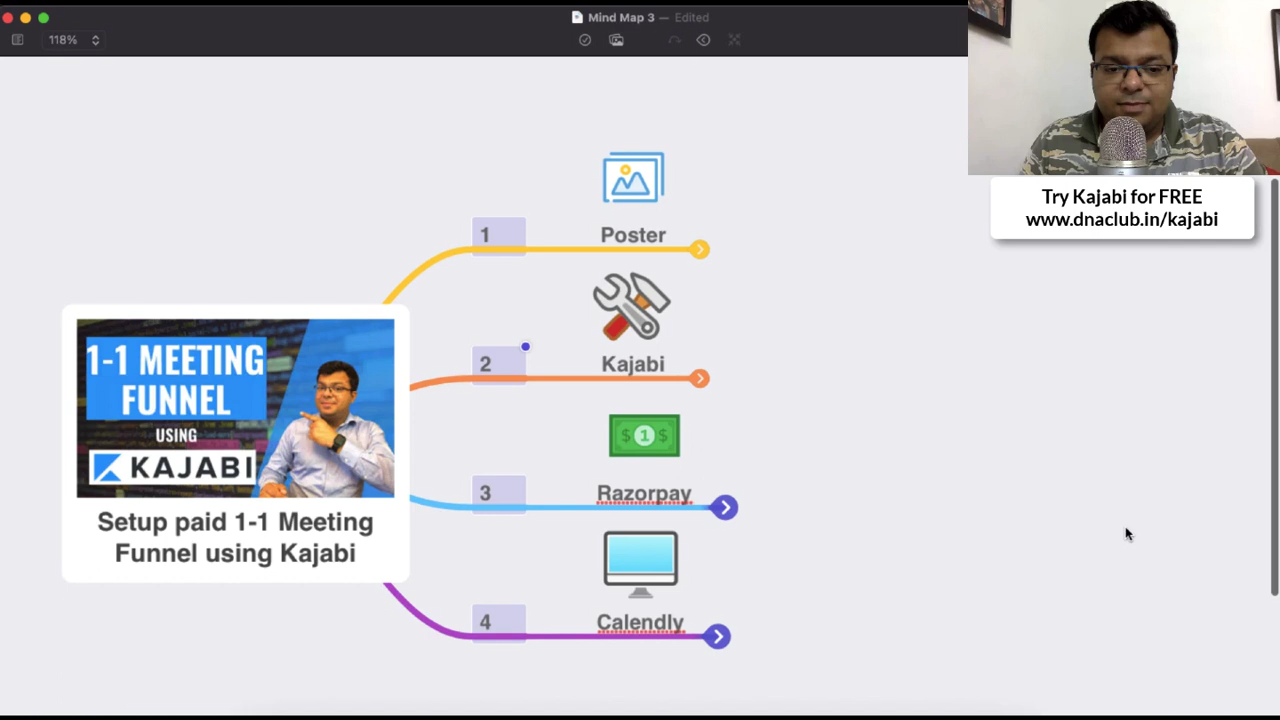 Mind Map 3 — Edited
118%
Try Kajabi for FREE
www.dnaclub.in/kajabi
1
Poster
2
Kajabi
1-1 MEETING
FUNNEL
USING
KAJABI
Setup paid 1-1 Meeting
Funnel using Kajabi
$ 1 $
3
Razorpay
4
Calendly